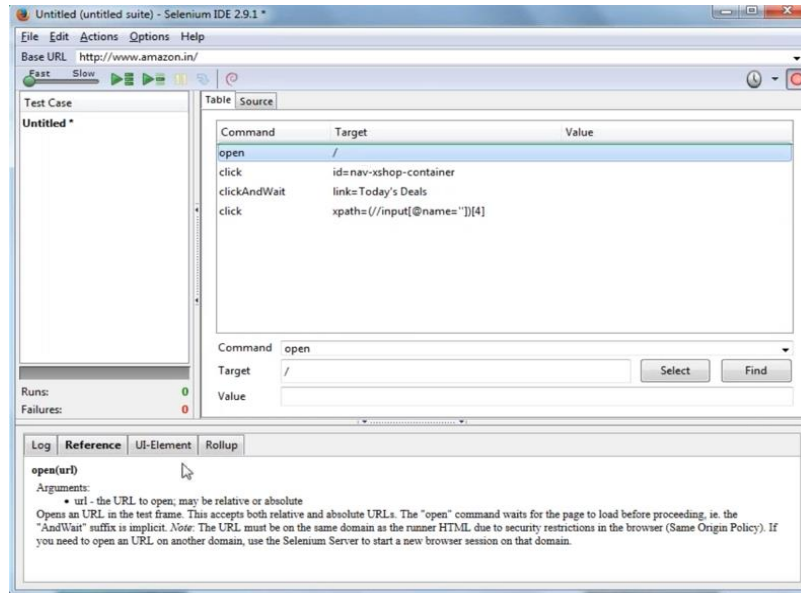 Untitled (untitled suite) - Selenium IDE 2.9.1 *
File Edit Actions Options Help
Base URL http://www.amazon.in/
Fast Slow
Test Case
Table Source
Untitled *
Command Target Value
open /
click id=nav-xshop-container
clickAndWait link=Today's Deals
click xpath=(//input[@name=''])[4]
Command open
Target / Select Find
Value
Runs: 0
Failures: 0
Log Reference UI-Element Rollup
open(url)
Arguments:
• url - the URL to open; may be relative or absolute
Opens an URL in the test frame. This accepts both relative and absolute URLs. The "open" command waits for the page to load before proceeding, ie. the
"AndWait" suffix is implicit. Note: The URL must be on the same domain as the runner HTML due to security restrictions in the browser (Same Origin Policy). If
you need to open an URL on another domain, use the Selenium Server to start a new browser session on that domain.